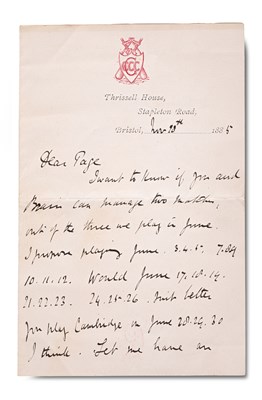 GCCC
Thrissell House,
Stapleton Road,
Bristol, Nov 28th 1885
Dear Page
I want to know if you and
Brain can manage two matches,
out of the three we play in June.
I propose playing June 3.4.5. 7.8.9
10.11.12. Would June 17.18.19.
21.22.23. 24.25.26. suit better
you play Cambridge on June 28.29.30
I think. Let me have an